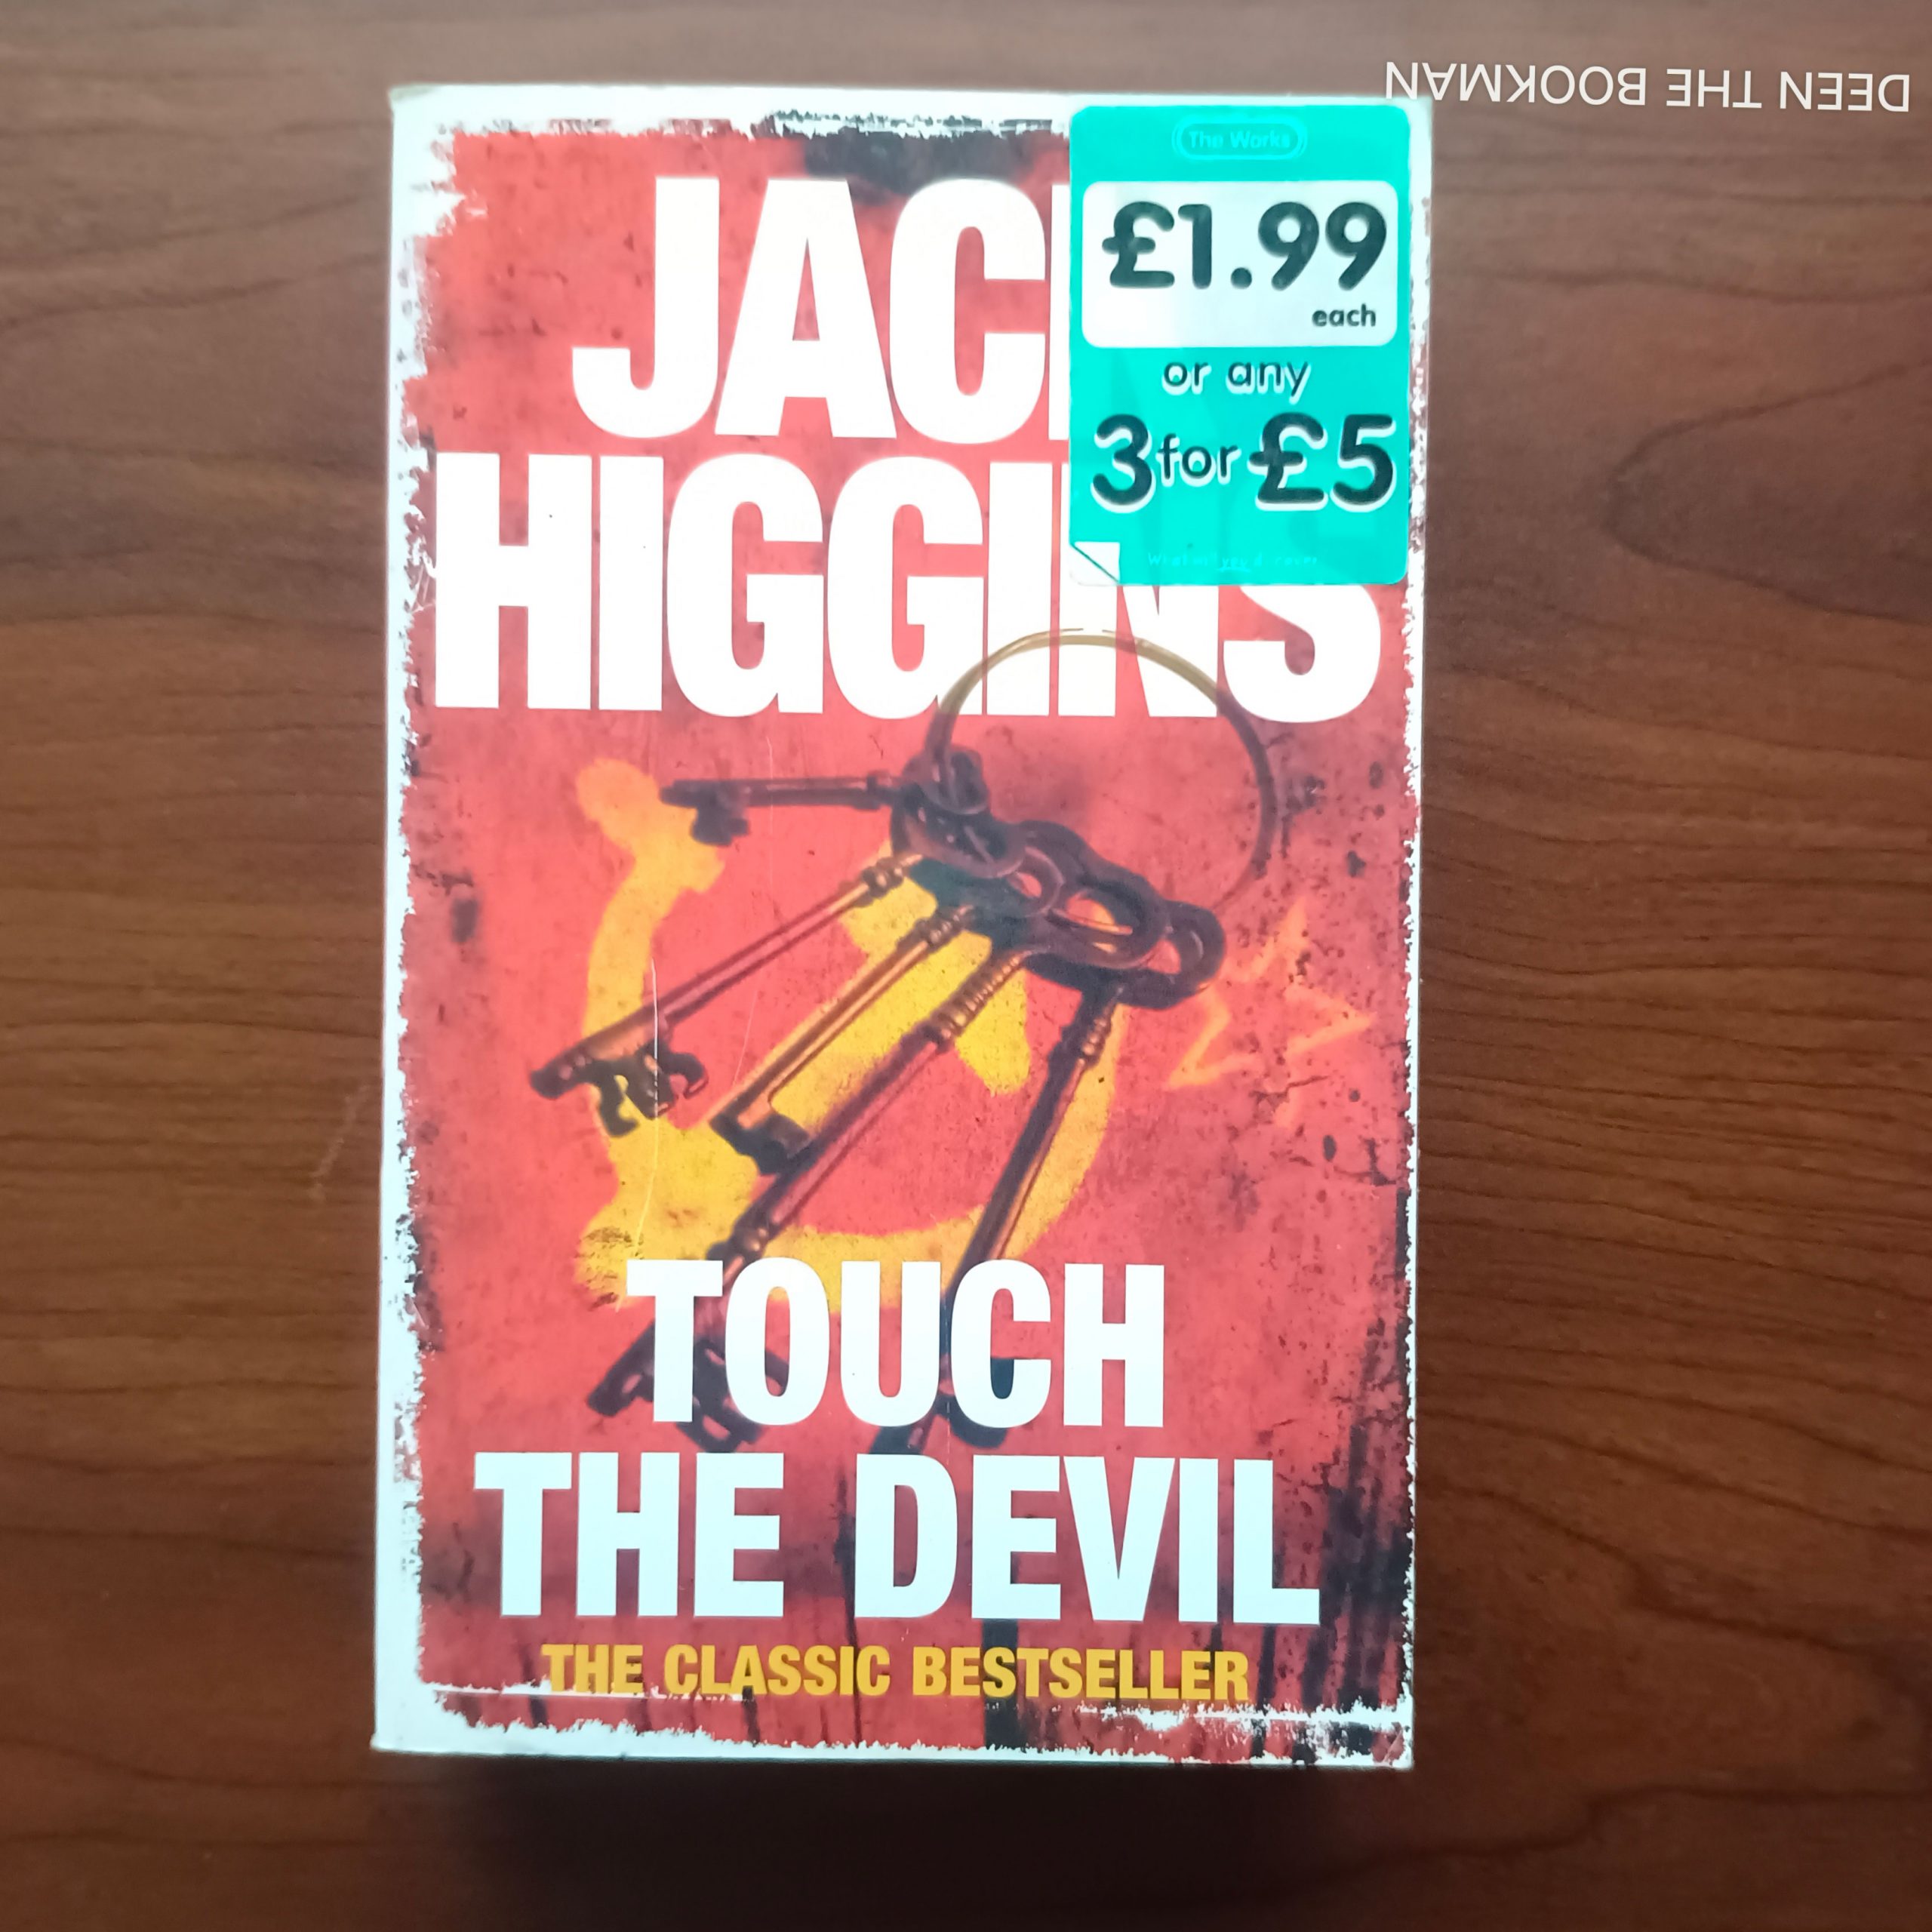 DEEN THE BOOKMAN
The Works
£1.99
each
or any
3 for £5
JAC
HIGGINS
TOUCH
THE DEVIL
THE CLASSIC BESTSELLER